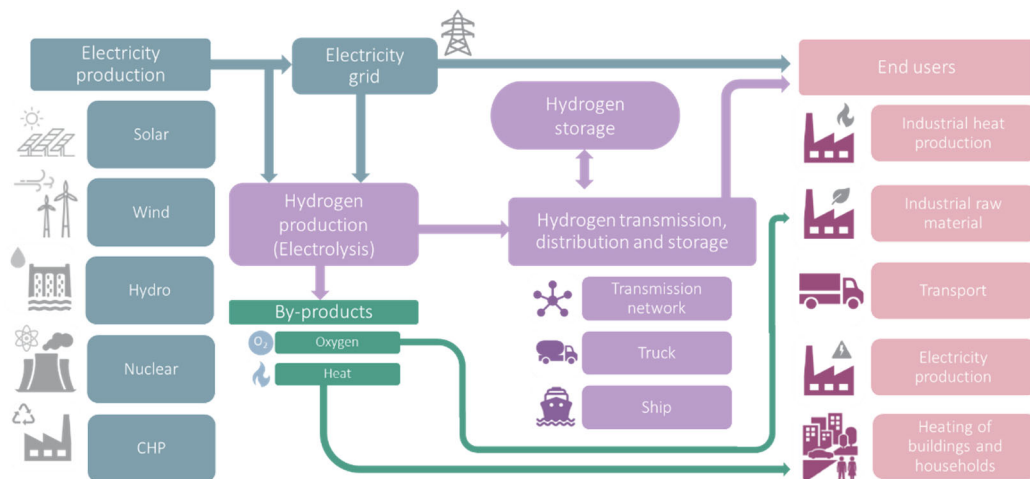 Electricity
production
Electricity
grid
End users
Hydrogen
storage
Solar
Industrial heat
production
Wind
Hydrogen
production
(Electrolysis)
Hydrogen transmission,
distribution and storage
Industrial raw
material
Hydro
By-products
Transmission
network
Transport
O₂
Oxygen
Nuclear
Heat
Truck
Electricity
production
Ship
CHP
Heating of
buildings and
households